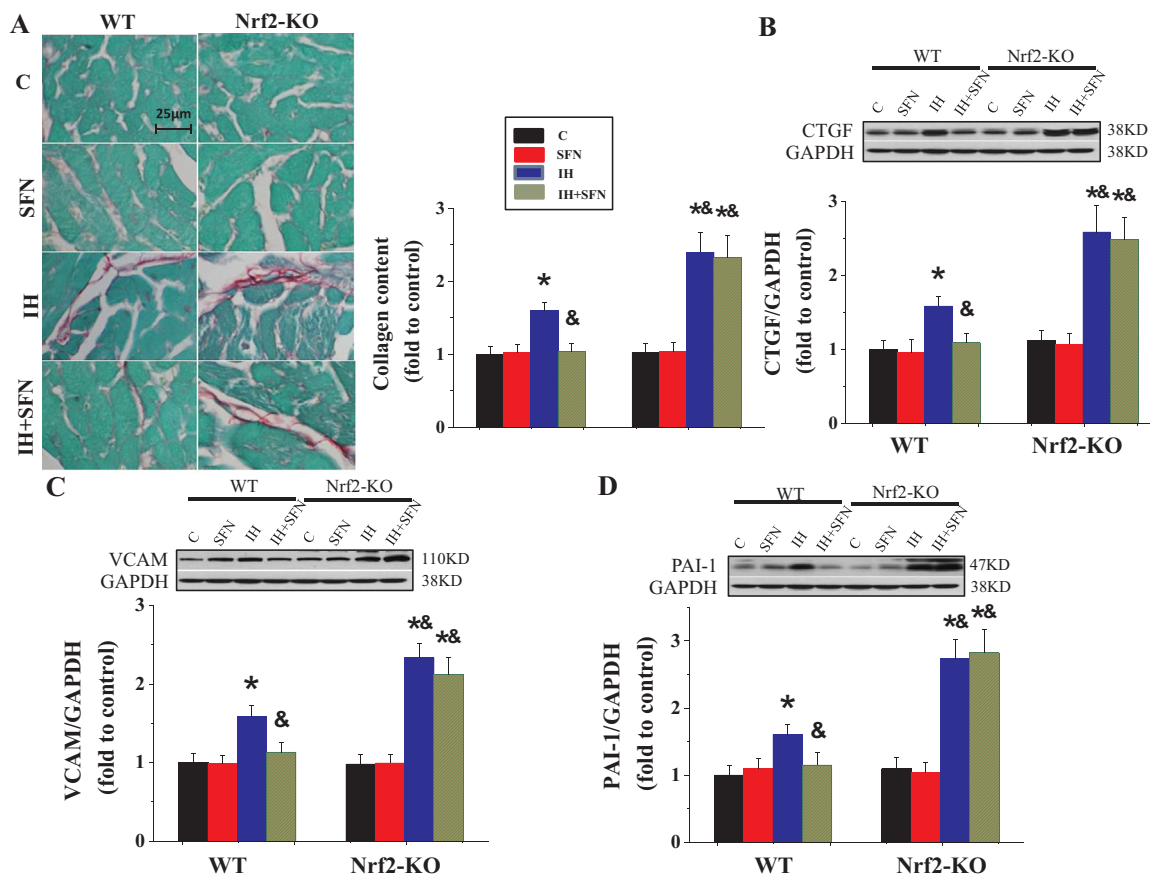 A
WT
Nrf2-KO
C
25μm
SFN
IH
IH+SFN
C
SFN
IH
IH+SFN
Collagen content
(fold to control)
3
2
1
0
*
&
*&
*&
B
WT
Nrf2-KO
C
SFN
IH
IH+SFN
C
SFN
IH
IH+SFN
CTGF
38KD
GAPDH
38KD
CTGF/GAPDH
(fold to control)
3
2
1
0
*
&
*&
*&
WT
Nrf2-KO
C
WT
Nrf2-KO
C
SFN
IH
IH+SFN
C
SFN
IH
IH+SFN
VCAM
110KD
GAPDH
38KD
VCAM/GAPDH
(fold to control)
3
2
1
0
*
&
*&
*&
WT
Nrf2-KO
D
WT
Nrf2-KO
C
SFN
IH
IH+SFN
C
SFN
IH
IH+SFN
PAI-1
47KD
GAPDH
38KD
PAI-1/GAPDH
(fold to control)
3
2
1
0
*
&
*&
*&
WT
Nrf2-KO